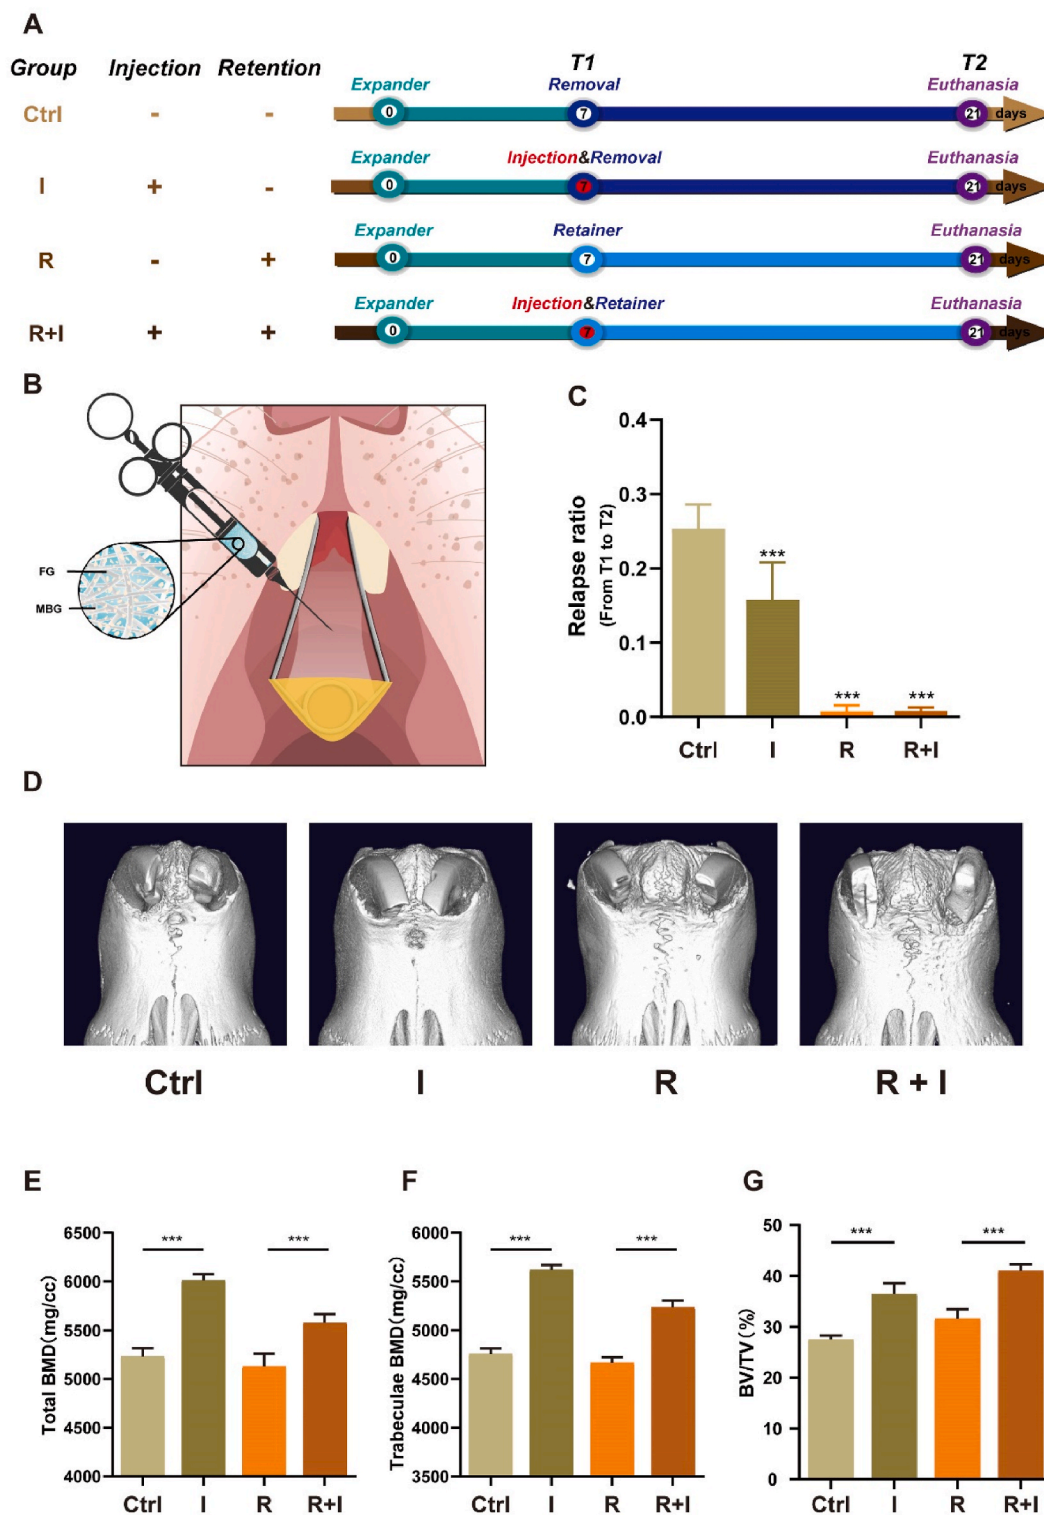 A
Group Injection Retention T1 T2
Expander Removal Euthanasia
Ctrl - - 0 7 21 days
Expander Injection&Removal Euthanasia
I + - 0 7 21 days
Expander Retainer Euthanasia
R - + 0 7 21 days
Expander Injection&Retainer Euthanasia
R+I + + 0 7 21 days
B
FG
MBG
C
Relapse ratio
(From T1 to T2)
0.4
0.3
0.2
0.1
0.0
***
*** ***
Ctrl I R R+I
D
Ctrl I R R + I
E
Total BMD(mg/cc)
6500
6000
5500
5000
4500
4000
*** ***
Ctrl I R R+I
F
Trabeculae BMD(mg/cc)
6000
5500
5000
4500
4000
3500
*** ***
Ctrl I R R+I
G
BV/TV(%)
50
40
30
20
10
0
*** ***
Ctrl I R R+I